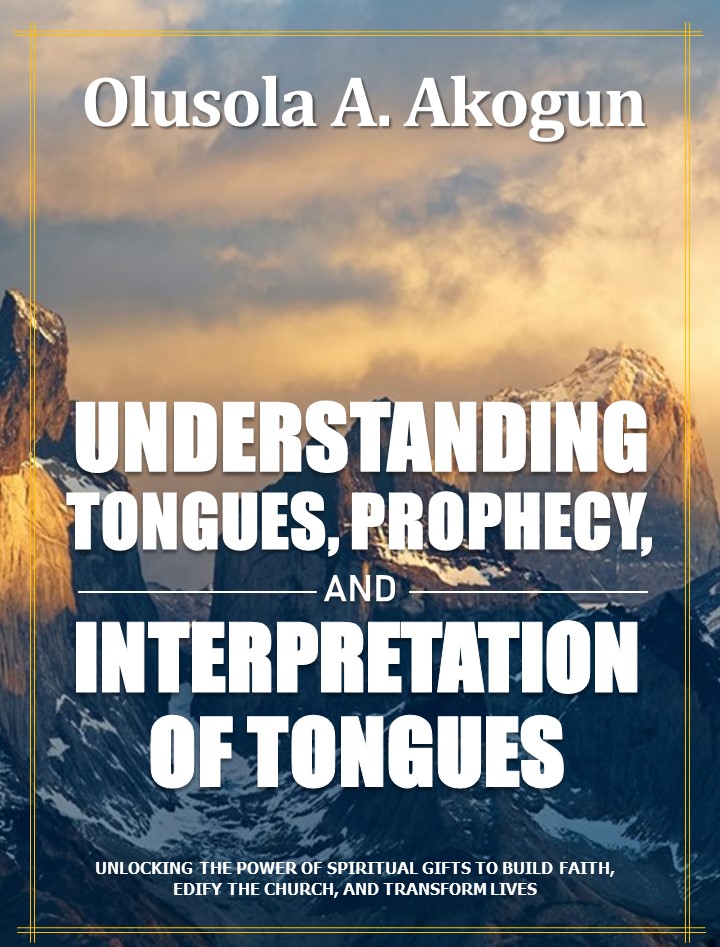 Olusola A. Akogun
UNDERSTANDING
TONGUES, PROPHECY,
AND
INTERPRETATION
OF TONGUES
UNLOCKING THE POWER OF SPIRITUAL GIFTS TO BUILD FAITH,
EDIFY THE CHURCH, AND TRANSFORM LIVES